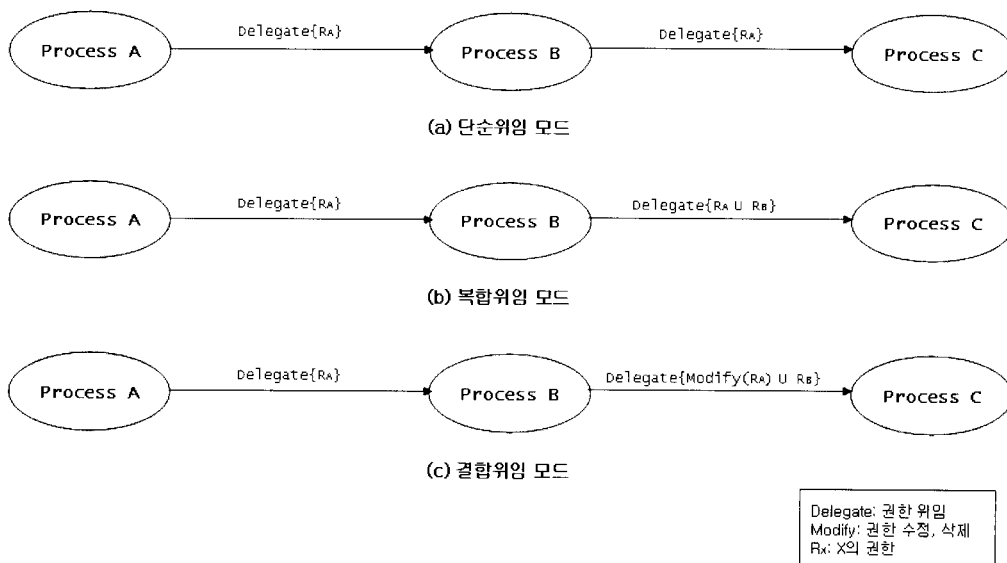 Delegate{RA} Delegate{RA}
Process A Process B Process C
(a) 단순위임 모드
Delegate{RA} Delegate{RA U RB}
Process A Process B Process C
(b) 복합위임 모드
Delegate{RA} Delegate{Modify(RA) U RB}
Process A Process B Process C
(c) 결합위임 모드
Delegate: 권한 위임
Modify: 권한 수정, 삭제
Rx: X의 권한